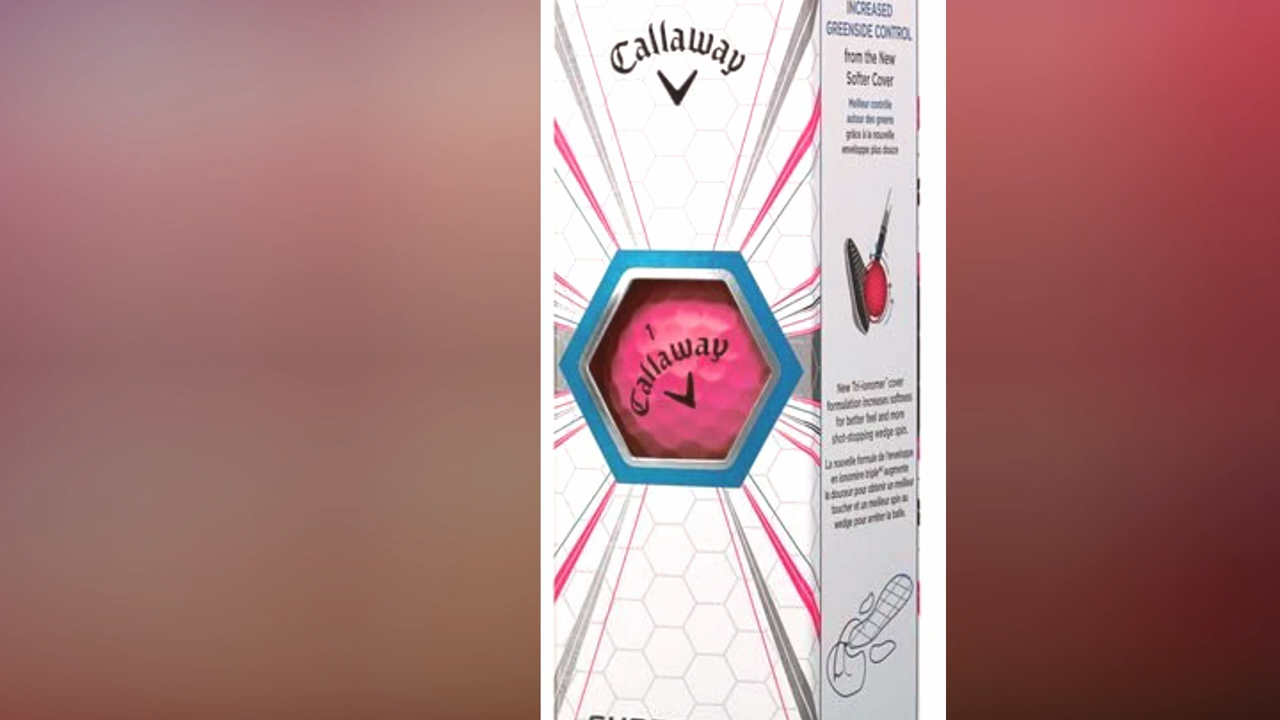 Callaway
1
Callaway
INCREASED
GREENSIDE CONTROL
from the New
Softer Cover
Meilleur contrôle
autour des greens
grâce à la nouvelle
enveloppe plus douce
New Tri-ionomer™ cover
formulation increases softness
for better feel and more
shot-stopping wedge spin.
La nouvelle formule de l'enveloppe
en ionomère triple augmente
la douceur pour obtenir un meilleur
toucher et un meilleur spin au
wedge pour arrêter la balle.